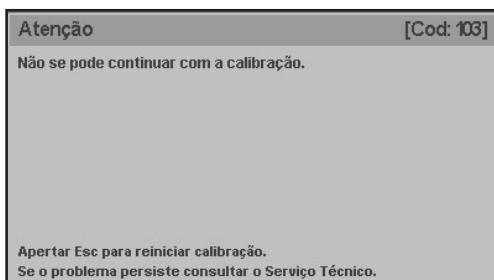 Atenção [Cod: 103]
Não se pode continuar com a calibração.
Apertar Esc para reiniciar calibração.
Se o problema persiste consultar o Serviço Técnico.